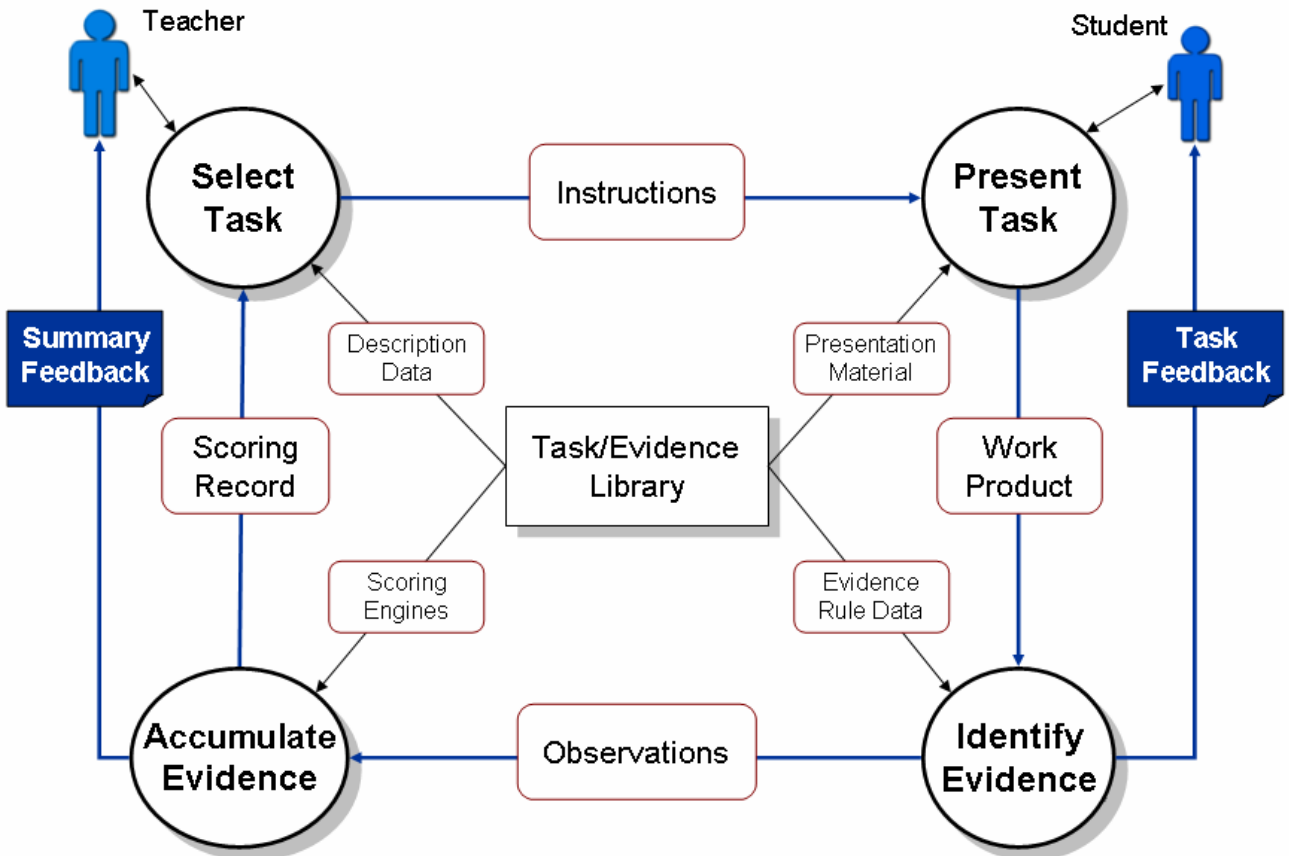 Teacher
Student
Select
Task
Instructions
Present
Task
Summary
Feedback
Description
Data
Presentation
Material
Task
Feedback
Scoring
Record
Task/Evidence
Library
Work
Product
Scoring
Engines
Evidence
Rule Data
Accumulate
Evidence
Observations
Identify
Evidence